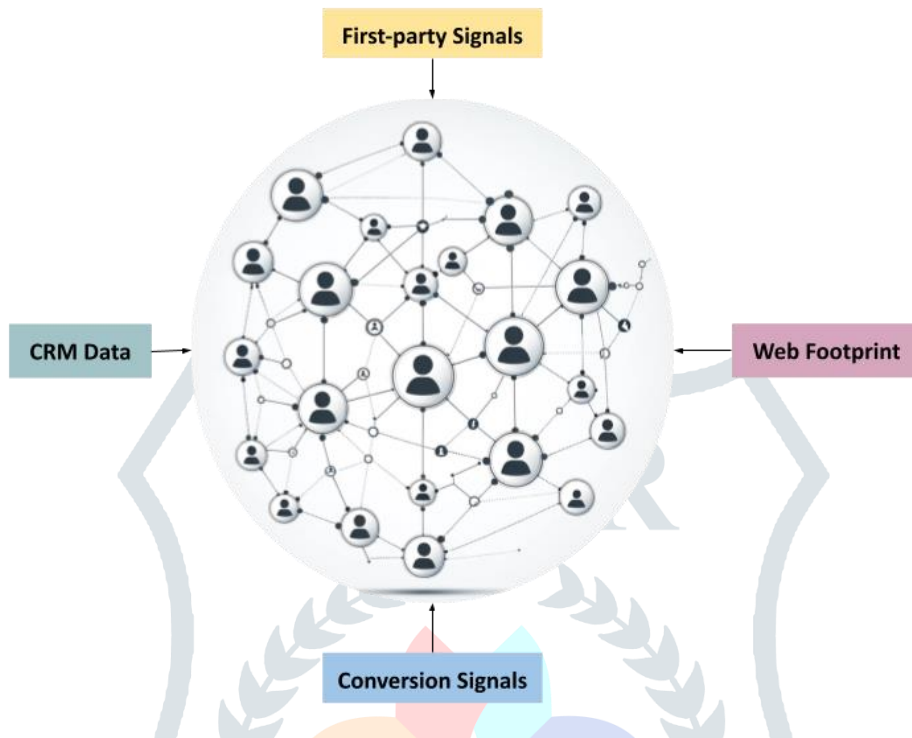 First-party Signals
CRM Data
Web Footprint
R
Conversion Signals